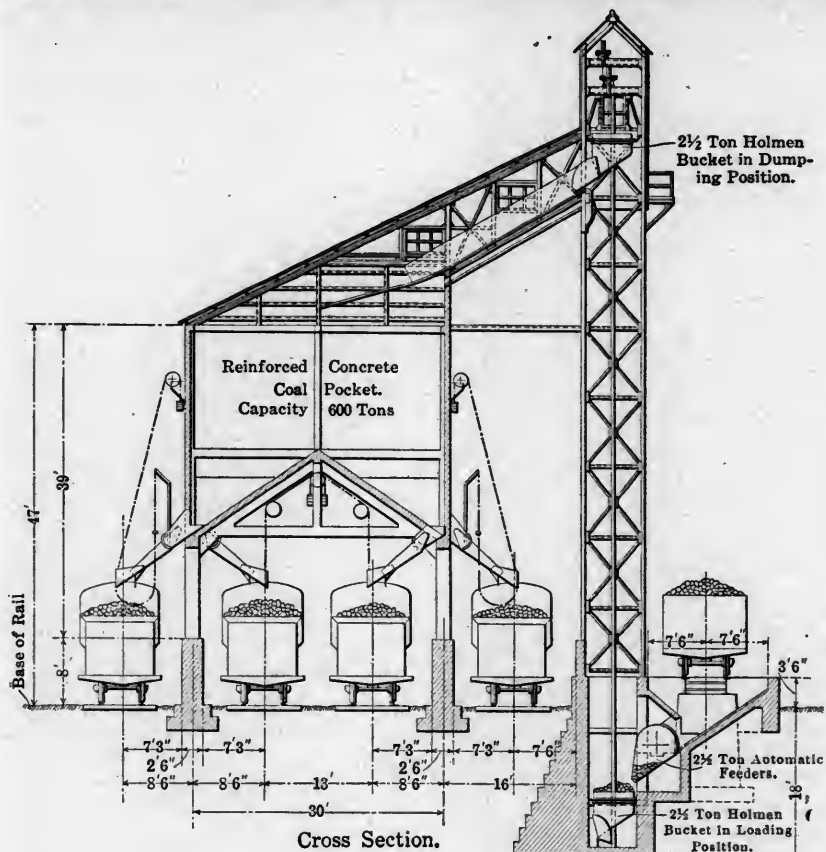 2½ Ton Holmen
Bucket in Dump-
ing Position.
Reinforced Concrete
Coal Pocket.
Capacity 600 Tons
47'
39'
8'
Base of Rail
7'6" 7'6"
3'6"
7'3" 7'3" 7'3" 7'3" 7'6"
2'6" 2'6"
8'6" 8'6" 13' 8'6" 16'
30'
2½ Ton Automatic
Feeders.
18'
2½ Ton Holmen
Bucket in Loading
Position.
Cross Section.